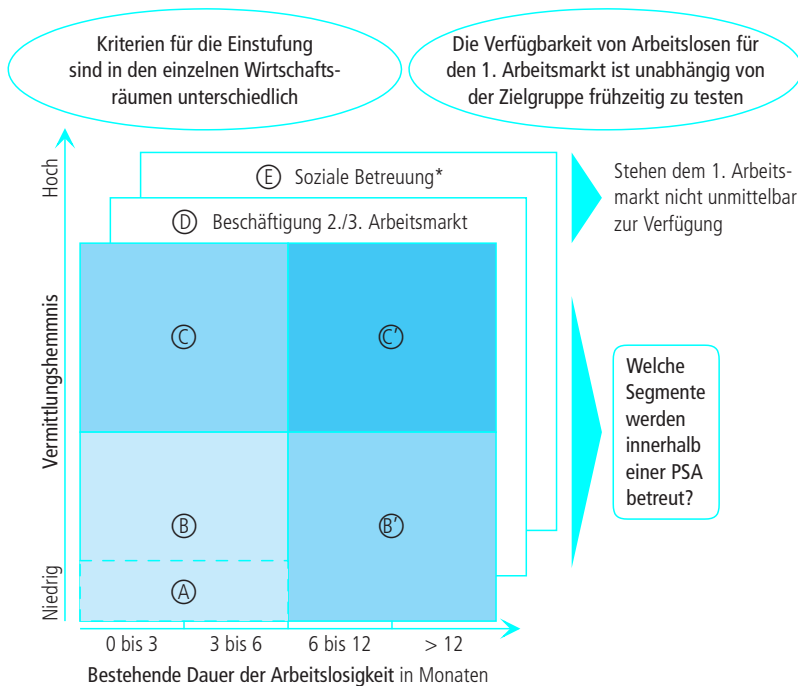 Kriterien für die Einstufung
sind in den einzelnen Wirtschafts-
räumen unterschiedlich
Die Verfügbarkeit von Arbeitslosen für
den 1. Arbeitsmarkt ist unabhängig von
der Zielgruppe frühzeitig zu testen
Hoch
Vermittlungshemmnis
Niedrig
E Soziale Betreuung*
D Beschäftigung 2./3. Arbeitsmarkt
C
C'
B
B'
A
Stehen dem 1. Arbeits-
markt nicht unmittelbar
zur Verfügung
Welche
Segmente
werden
innerhalb
einer PSA
betreut?
0 bis 3
3 bis 6
6 bis 12
> 12
Bestehende Dauer der Arbeitslosigkeit in Monaten